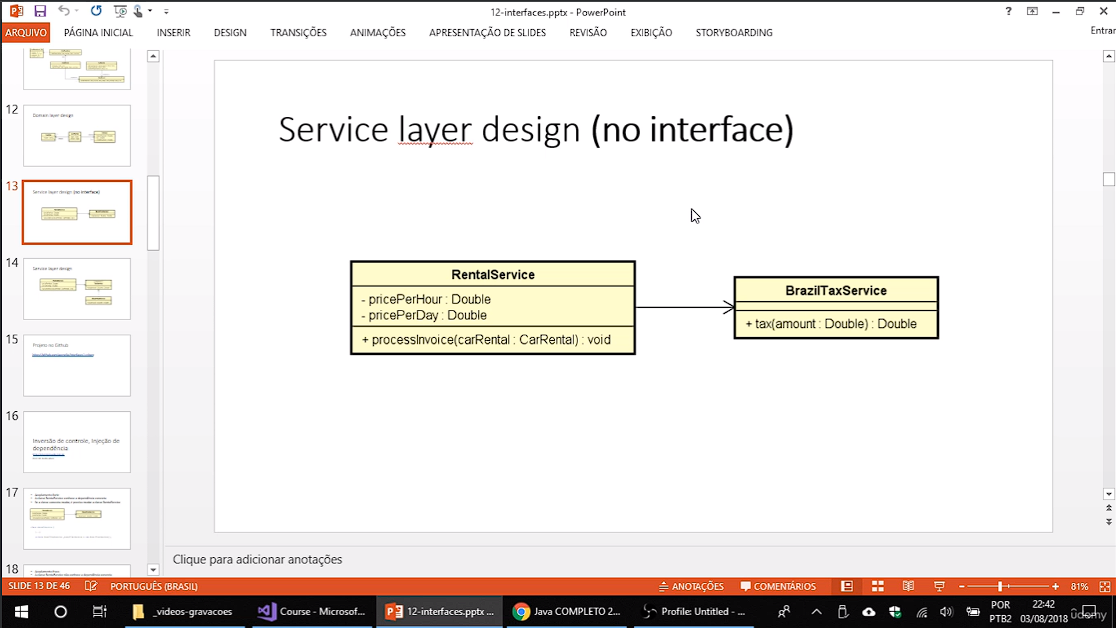 12-interfaces.pptx - PowerPoint
?
ARQUIVO PÁGINA INICIAL INSERIR DESIGN TRANSIÇÕES ANIMAÇÕES APRESENTAÇÃO DE SLIDES REVISÃO EXIBIÇÃO STORYBOARDING Entrar
12
Domain layer design
13
Service layer design (no interface)
14
Service layer design
15
Projeto no Github
16
Inversão de controle, Injeção de
dependência
17
18
Service layer design (no interface)
RentalService
- pricePerHour : Double
- pricePerDay : Double
+ processInvoice(carRental : CarRental) : void
BrazilTaxService
+ tax(amount : Double) : Double
Clique para adicionar anotações
SLIDE 13 DE 46 PORTUGUÊS (BRASIL) ANOTAÇÕES COMENTÁRIOS 81%
_videos-gravacoes Course - Microsof... 12-interfaces.pptx ... Java COMPLETO 2... Profile: Untitled - ... POR 22:42
PTB2 03/08/2018
udemy